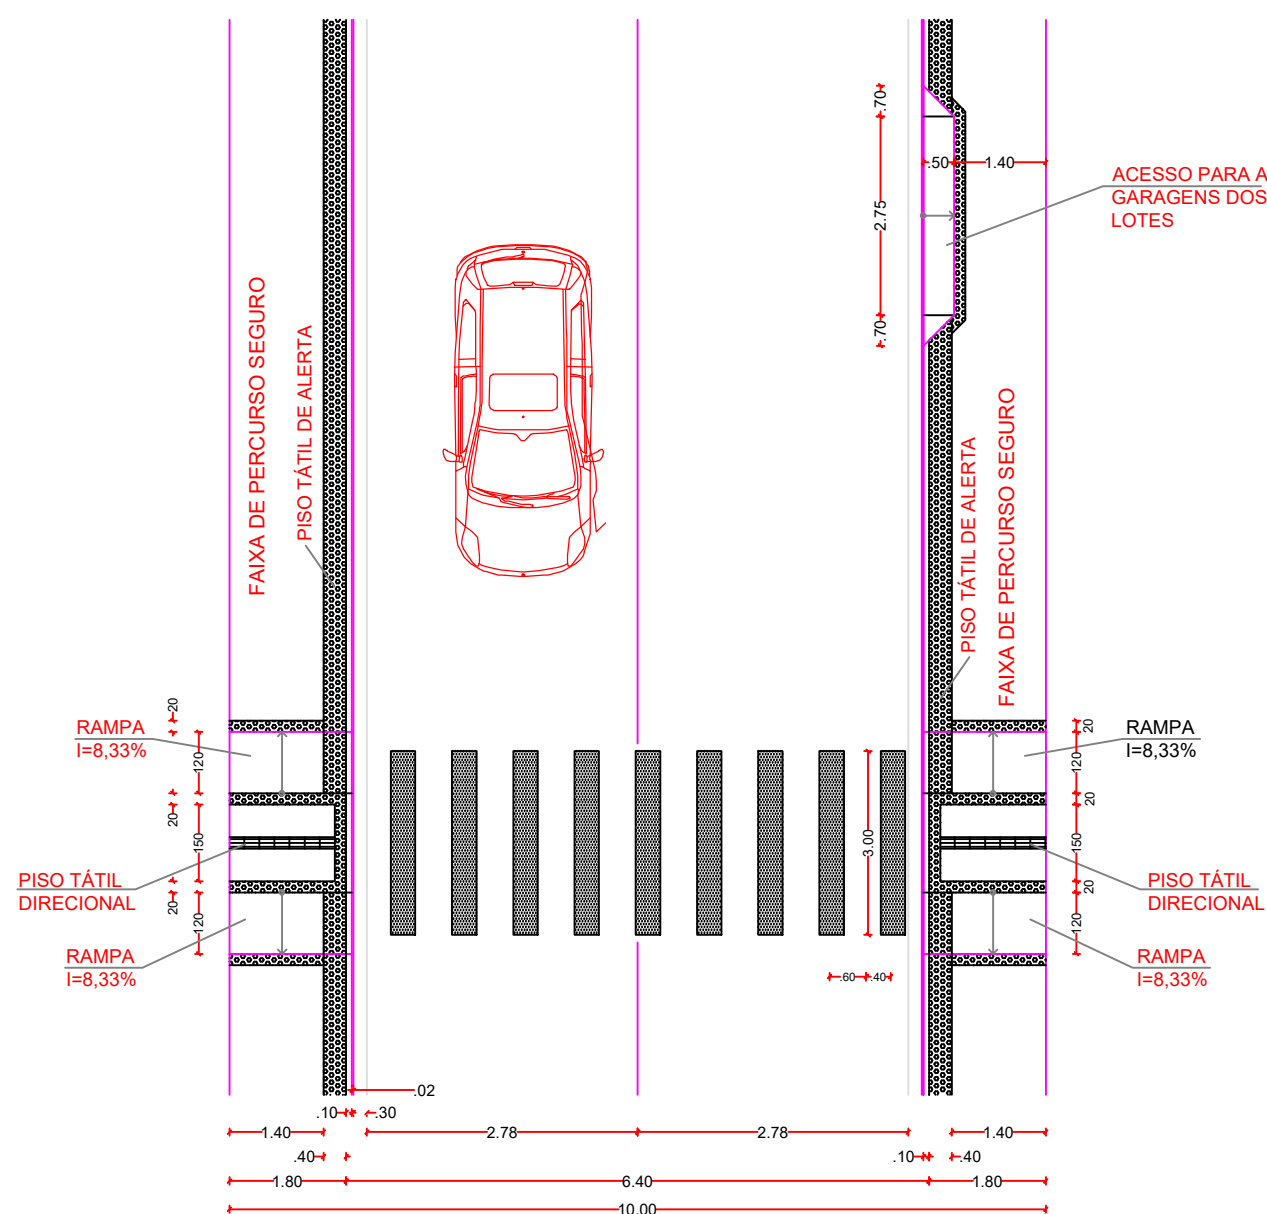 .70
2.75
.70
.50
1.40
ACESSO PARA A
GARAGENS DOS
LOTES
FAIXA DE PERCURSO SEGURO
PISO TÁTIL DE ALERTA
PISO TÁTIL DE ALERTA
FAIXA DE PERCURSO SEGURO
20
RAMPA
I=8,33%
120
20
150
PISO TÁTIL
DIRECIONAL
20
120
RAMPA
I=8,33%
3.00
.60
.40
20
RAMPA
I=8,33%
120
20
150
PISO TÁTIL
DIRECIONAL
20
120
RAMPA
I=8,33%
.02
.10
.30
1.40
2.78
2.78
1.40
.40
.10
.40
1.80
6.40
1.80
10.00